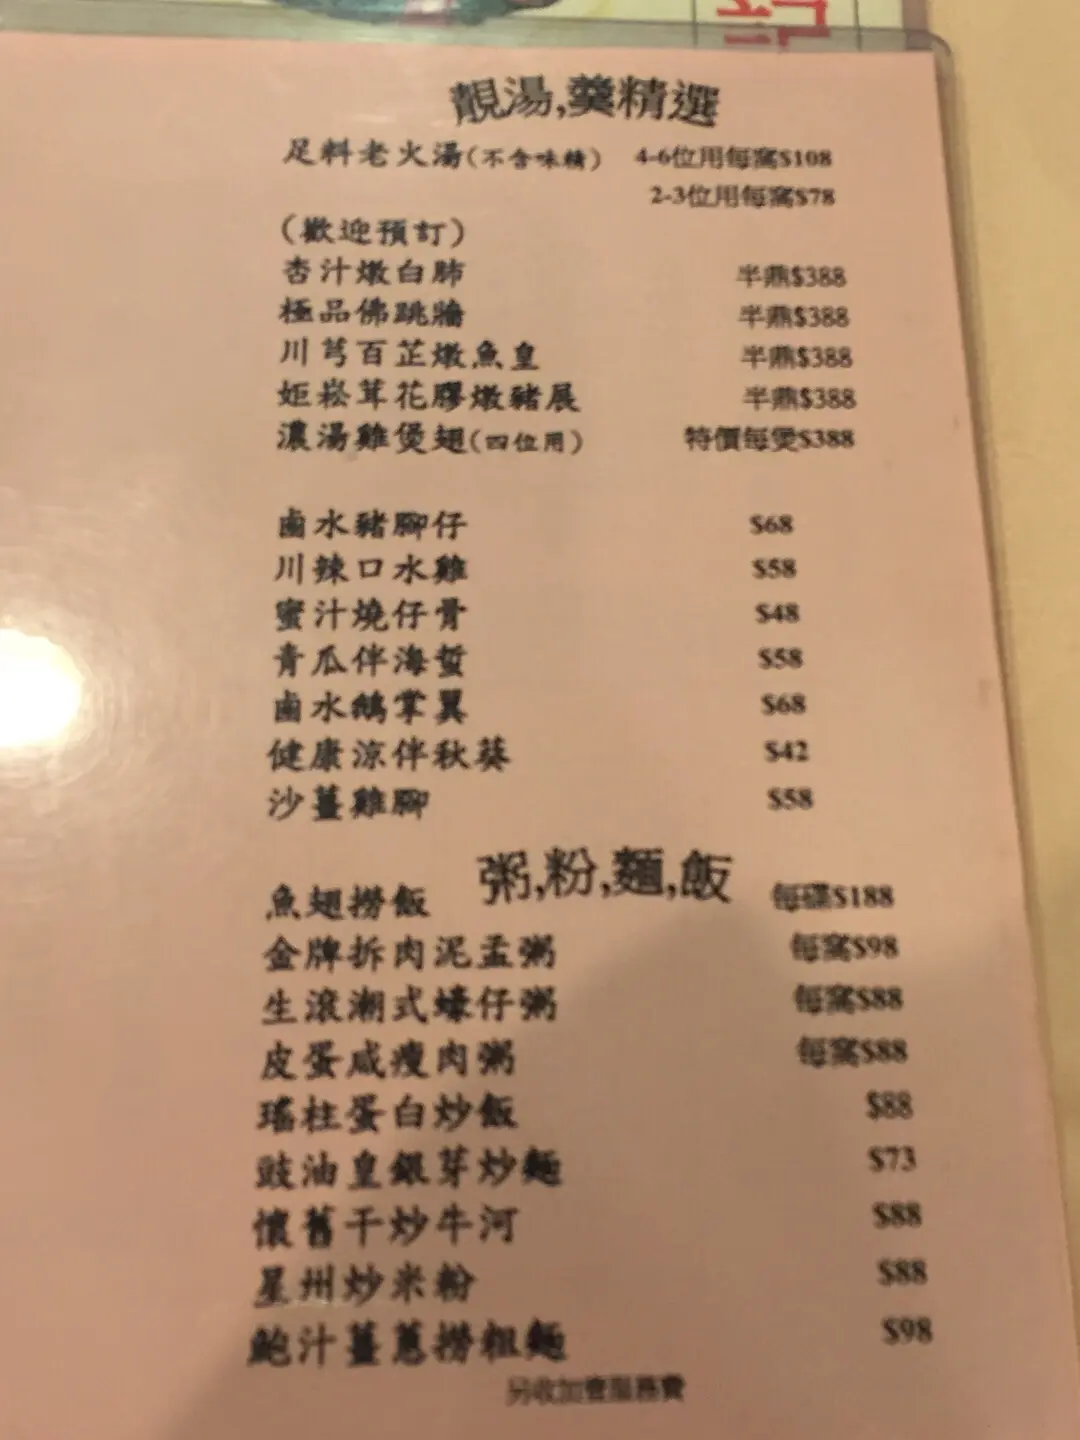 記
靚湯,羹精選
足料老火湯(不含味精) 4-6位用每窩$108
2-3位用每窩$78
(歡迎預訂)
杏汁燉白肺 半鼎$388
極品佛跳牆 半鼎$388
川芎百芷燉魚皇 半鼎$388
姬崧茸花膠燉豬展 半鼎$388
濃湯雞煲翅(四位用) 特價每煲$388
鹵水豬腳仔 $68
川辣口水雞 $58
蜜汁燒仔骨 $48
青瓜伴海蜇 $58
鹵水鵝掌翼 $68
健康涼伴秋葵 $42
沙薑雞腳 $58
粥,粉,麵,飯
魚翅撈飯 每碟$188
金牌拆肉泥孟粥 每窩$98
生滾潮式蠔仔粥 每窩$88
皮蛋咸瘦肉粥 每窩$88
瑤柱蛋白炒飯 $88
豉油皇銀芽炒麵 $73
懷舊干炒牛河 $88
星州炒米粉 $88
鮑汁薑蔥撈粗麵 $98
另收加壹服務費